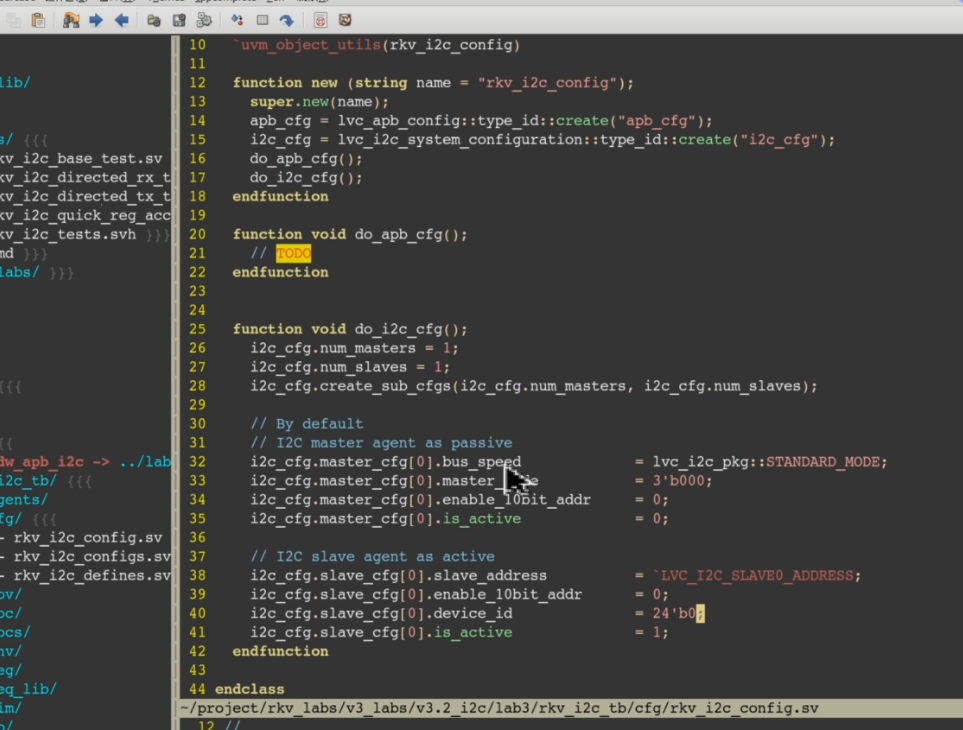 lib/
s/ {{{
kv_i2c_base_test.sv
kv_i2c_directed_rx_t
kv_i2c_directed_tx_t
kv_i2c_quick_reg_acc
kv_i2c_tests.svh }}}
md }}}
labs/ }}}
{{{
{{
dw_apb_i2c -> ../lab
i2c_tb/ {{{
gents/
fg/ {{{
- rkv_i2c_config.sv
- rkv_i2c_configs.sv
- rkv_i2c_defines.sv
ov/
oc/
ocs/
nv/
eg/
eq_lib/
im/
10 `uvm_object_utils(rkv_i2c_config)
11
12 function new (string name = "rkv_i2c_config");
13 super.new(name);
14 apb_cfg = lvc_apb_config::type_id::create("apb_cfg");
15 i2c_cfg = lvc_i2c_system_configuration::type_id::create("i2c_cfg");
16 do_apb_cfg();
17 do_i2c_cfg();
18 endfunction
19
20 function void do_apb_cfg();
21 // TODO
22 endfunction
23
24
25 function void do_i2c_cfg();
26 i2c_cfg.num_masters = 1;
27 i2c_cfg.num_slaves = 1;
28 i2c_cfg.create_sub_cfgs(i2c_cfg.num_masters, i2c_cfg.num_slaves);
29
30 // By default
31 // I2C master agent as passive
32 i2c_cfg.master_cfg[0].bus_speed = lvc_i2c_pkg::STANDARD_MODE;
33 i2c_cfg.master_cfg[0]. = 3'b000;
34 i2c_cfg.master_cfg[0].enable_10bit_addr = 0;
35 i2c_cfg.master_cfg[0].is_active = 0;
36
37 // I2C slave agent as active
38 i2c_cfg.slave_cfg[0].slave_address = `LVC_I2C_SLAVE0_ADDRESS;
39 i2c_cfg.slave_cfg[0].enable_10bit_addr = 0;
40 i2c_cfg.slave_cfg[0].device_id = 24'b0;
41 i2c_cfg.slave_cfg[0].is_active = 1;
42 endfunction
43
44 endclass
~/project/rkv_labs/v3_labs/v3.2_i2c/lab3/rkv_i2c_tb/cfg/rkv_i2c_config.sv
12 //